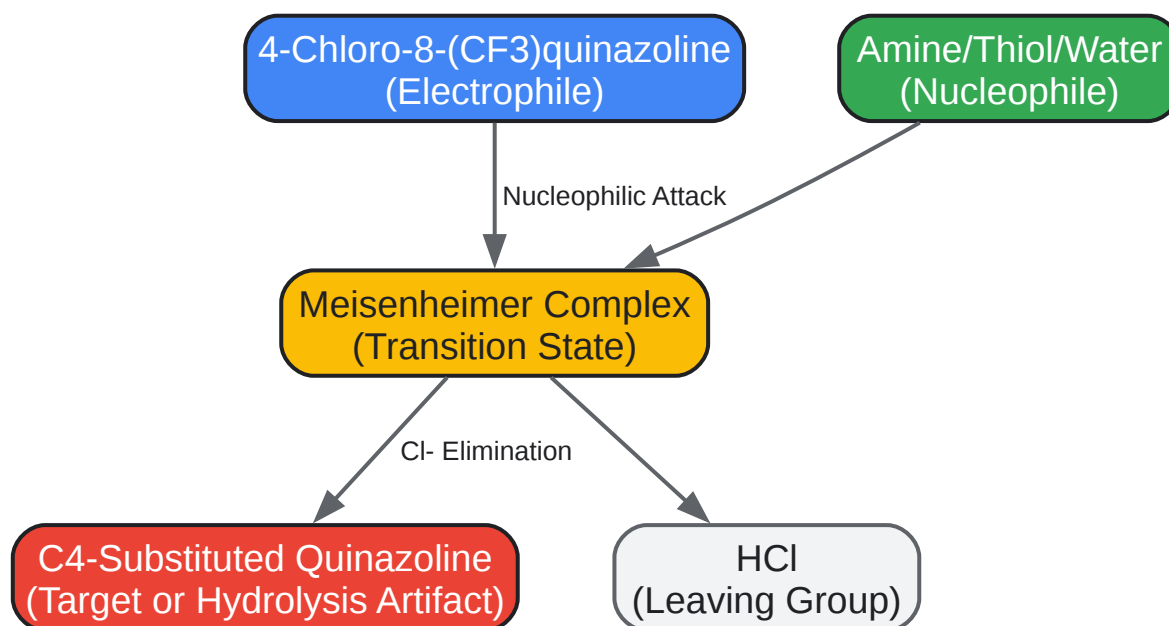 4-Chloro-8-(CF3)quinazoline
(Electrophile)
Amine/Thiol/Water
(Nucleophile)
Nucleophilic Attack
Meisenheimer Complex
(Transition State)
Cl- Elimination
C4-Substituted Quinazoline
(Target or Hydrolysis Artifact)
HCl
(Leaving Group)